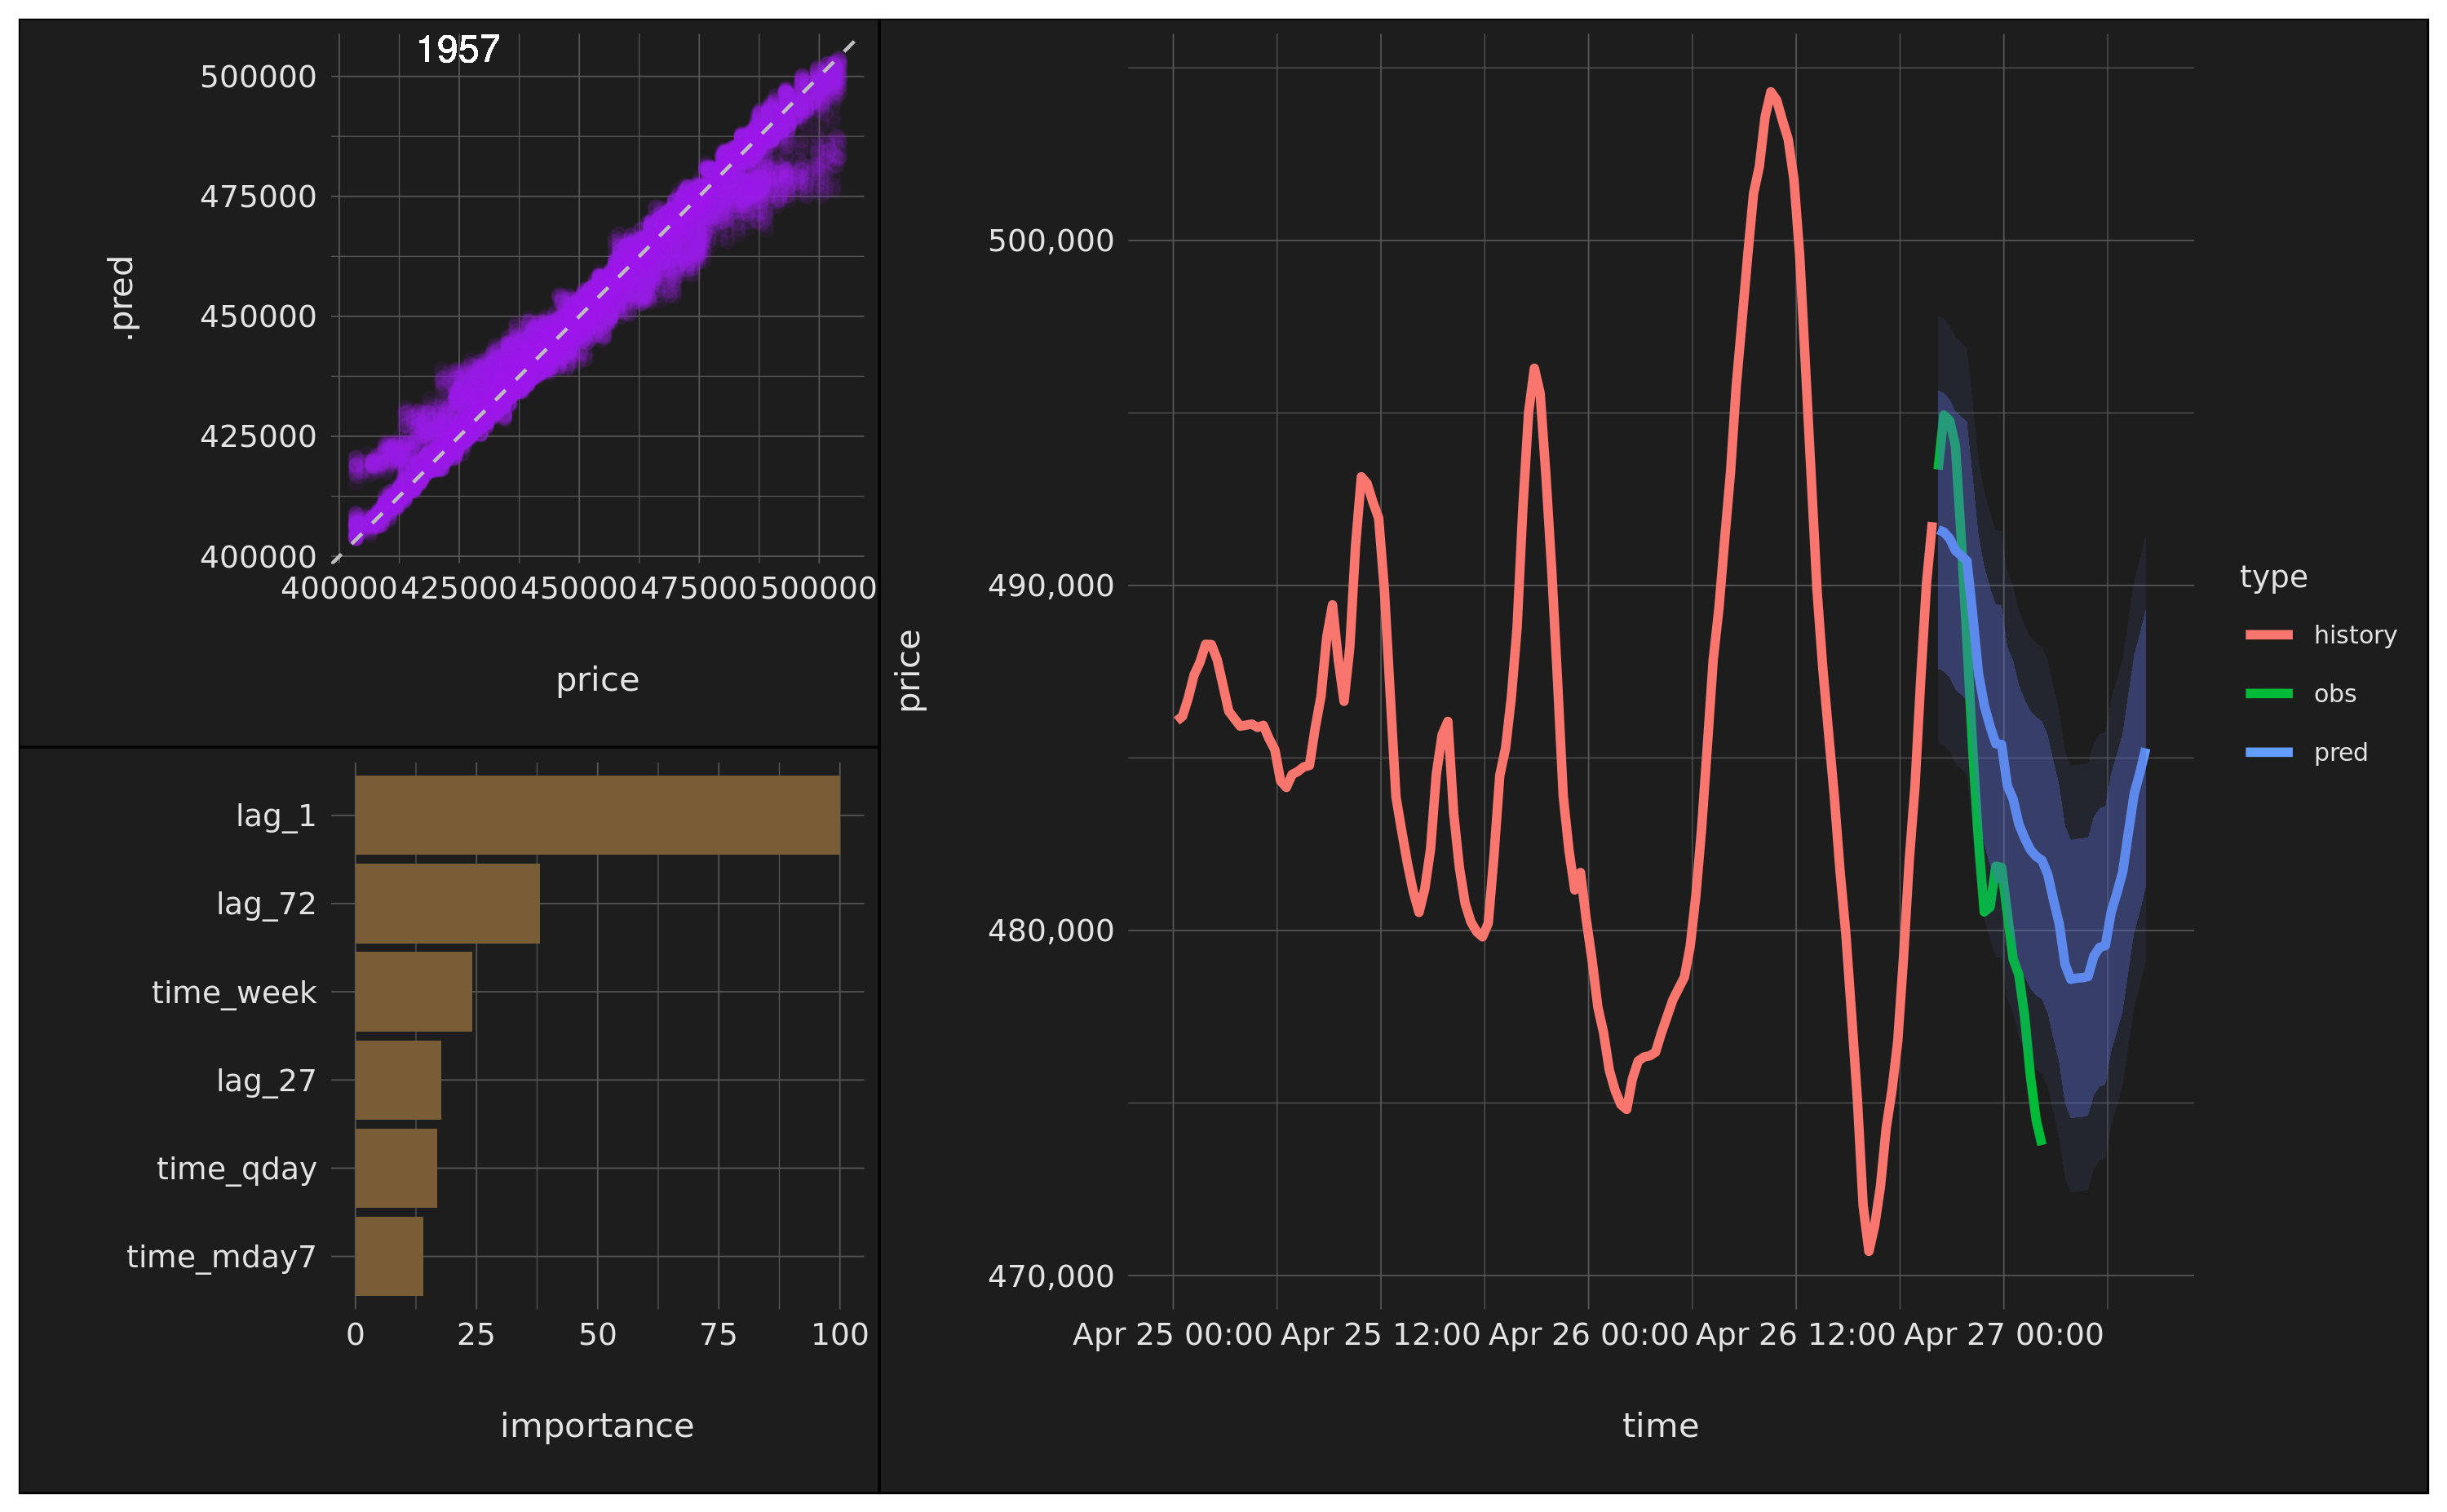 1957
500000
475000
450000
425000
400000
.pred
400000 425000 450000 475000 500000
price
lag_1
lag_72
time_week
lag_27
time_qday
time_mday7
0 25 50 75 100
importance
500,000
490,000
480,000
470,000
price
Apr 25 00:00 Apr 25 12:00 Apr 26 00:00 Apr 26 12:00 Apr 27 00:00
time
type
history
obs
pred